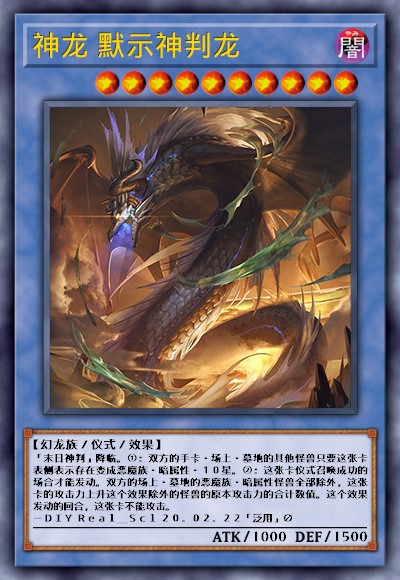 神龙 默示神判龙
やみ
闇
【幻龙族/仪式/效果】
「末日神判」降临。①：双方的手卡·场上·墓地的其他怪兽只要这张卡
表侧表示存在变成恶魔族·暗属性·10星。②：这张卡仪式召唤成功的
场合才能发动。双方的场上·墓地的恶魔族·暗属性怪兽全部除外，这张
卡的攻击力上升这个效果除外的怪兽的原本攻击力的合计数值。这个效果
发动的回合，这张卡不能攻击。
－DIY Real＿Scl 20.02.22「泛用」∅
ATK/1000 DEF/1500